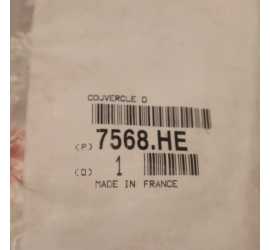 COUVERCLE D
(P) 7568.HE
(Q) 1
MADE IN FRANCE